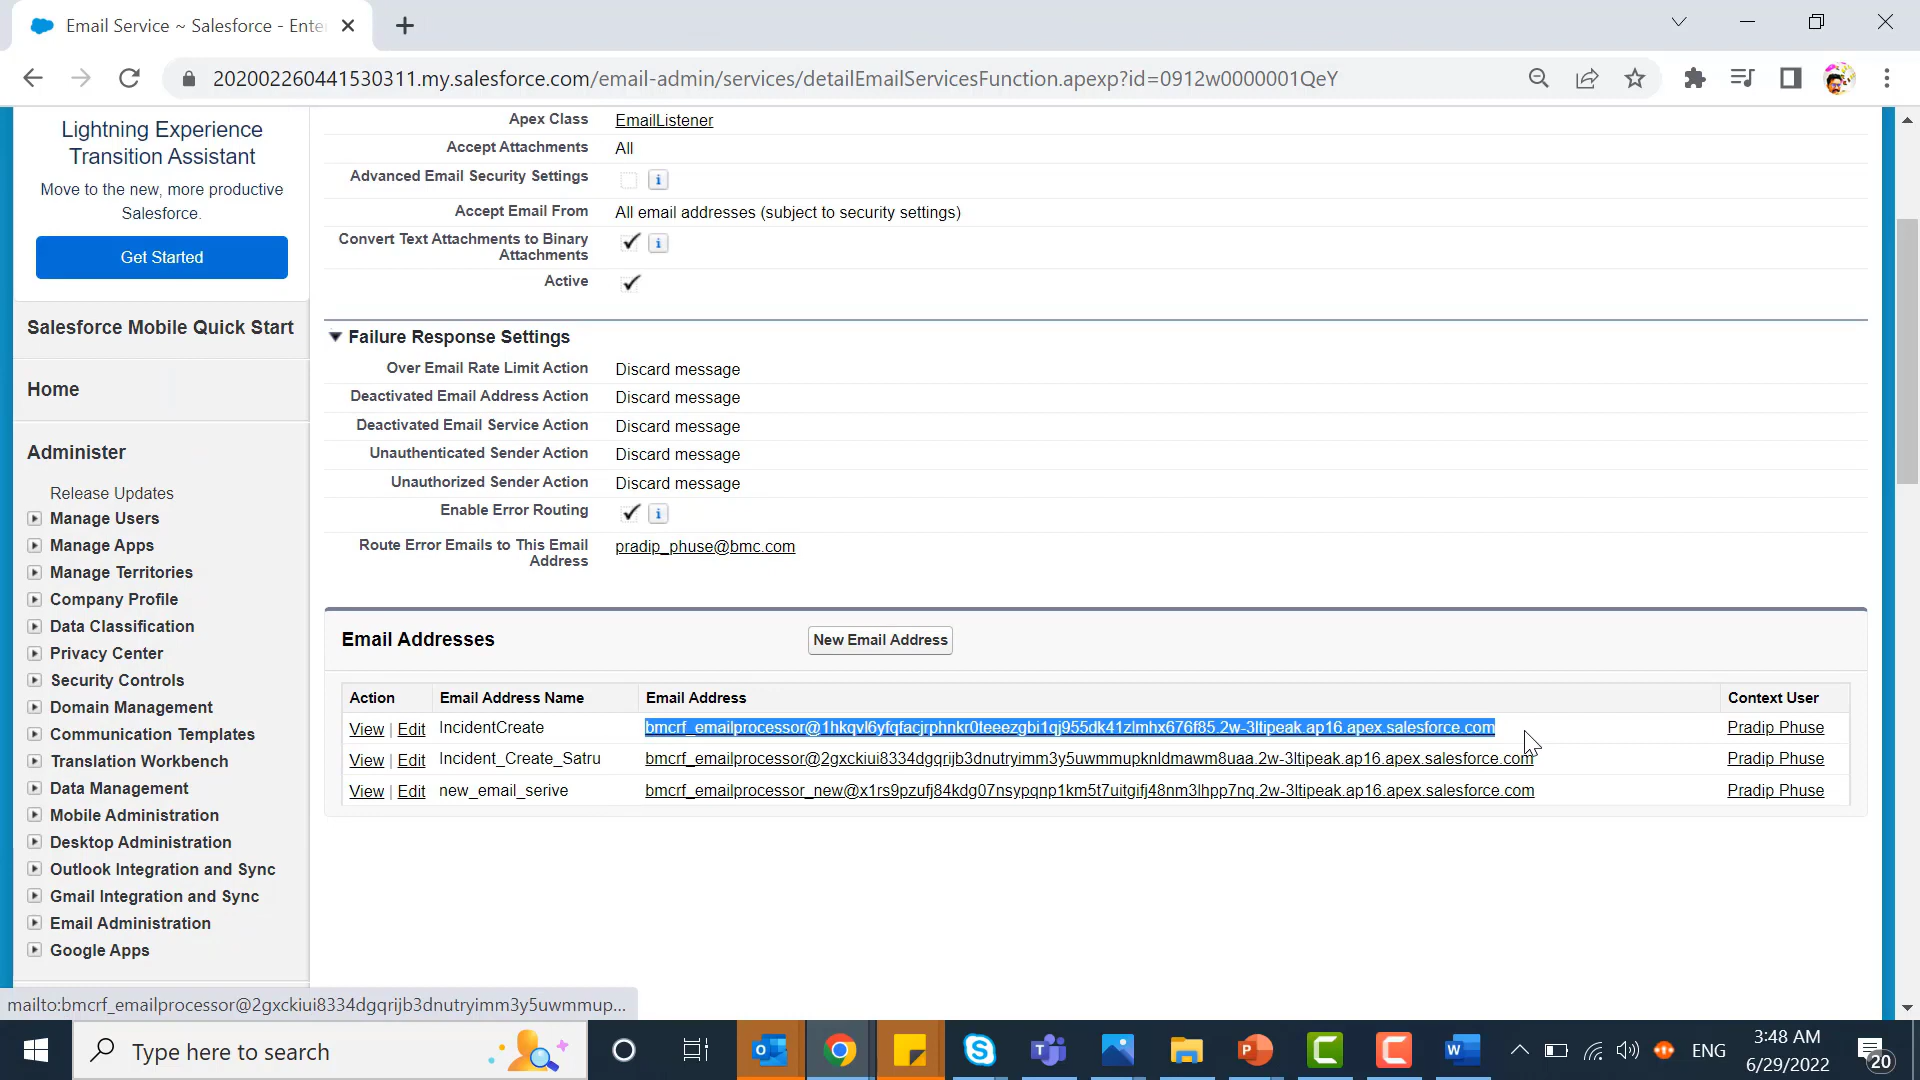 Email Service ~ Salesforce - Ente
20200226044153​0311.my.salesforce.com/email-admin/services/detailEmailServicesFunction.apexp?id=0912w0000001QeY
Lightning Experience
Transition Assistant
Move to the new, more productive
Salesforce.
Get Started
Salesforce Mobile Quick Start
Home
Administer
Release Updates
Manage Users
Manage Apps
Manage Territories
Company Profile
Data Classification
Privacy Center
Security Controls
Domain Management
Communication Templates
Translation Workbench
Data Management
Mobile Administration
Desktop Administration
Outlook Integration and Sync
Gmail Integration and Sync
Email Administration
Google Apps
Apex Class EmailListener
Accept Attachments All
Advanced Email Security Settings
Accept Email From All email addresses (subject to security settings)
Convert Text Attachments to Binary
Attachments
Active
Failure Response Settings
Over Email Rate Limit Action Discard message
Deactivated Email Address Action Discard message
Deactivated Email Service Action Discard message
Unauthenticated Sender Action Discard message
Unauthorized Sender Action Discard message
Enable Error Routing
Route Error Emails to This Email pradip_phuse@bmc.com
Address
Email Addresses New Email Address
Action Email Address Name Email Address Context User
View | Edit IncidentCreate bmcrf_emailprocessor@1hkqvl6yfqfacjrphnkr0teeezgbi1qj955dk41zlmhx676f85.2w-3ltipeak.ap16.apex.salesforce.com Pradip Phuse
View | Edit Incident_Create_Satru bmcrf_emailprocessor@2gxckiui8334dgqrijb3dnutryimm3y5uwmmupknldmawm8uaa.2w-3ltipeak.ap16.apex.salesforce.com Pradip Phuse
View | Edit new_email_serive bmcrf_emailprocessor_new@x1rs9pzufj84kdg07nsypqnp1km5t7uitgifj48nm3lhpp7nq.2w-3ltipeak.ap16.apex.salesforce.com Pradip Phuse
mailto:bmcrf_emailprocessor@2gxckiui8334dgqrijb3dnutryimm3y5uwmmup...
Type here to search
ENG
3:48 AM
6/29/2022
20